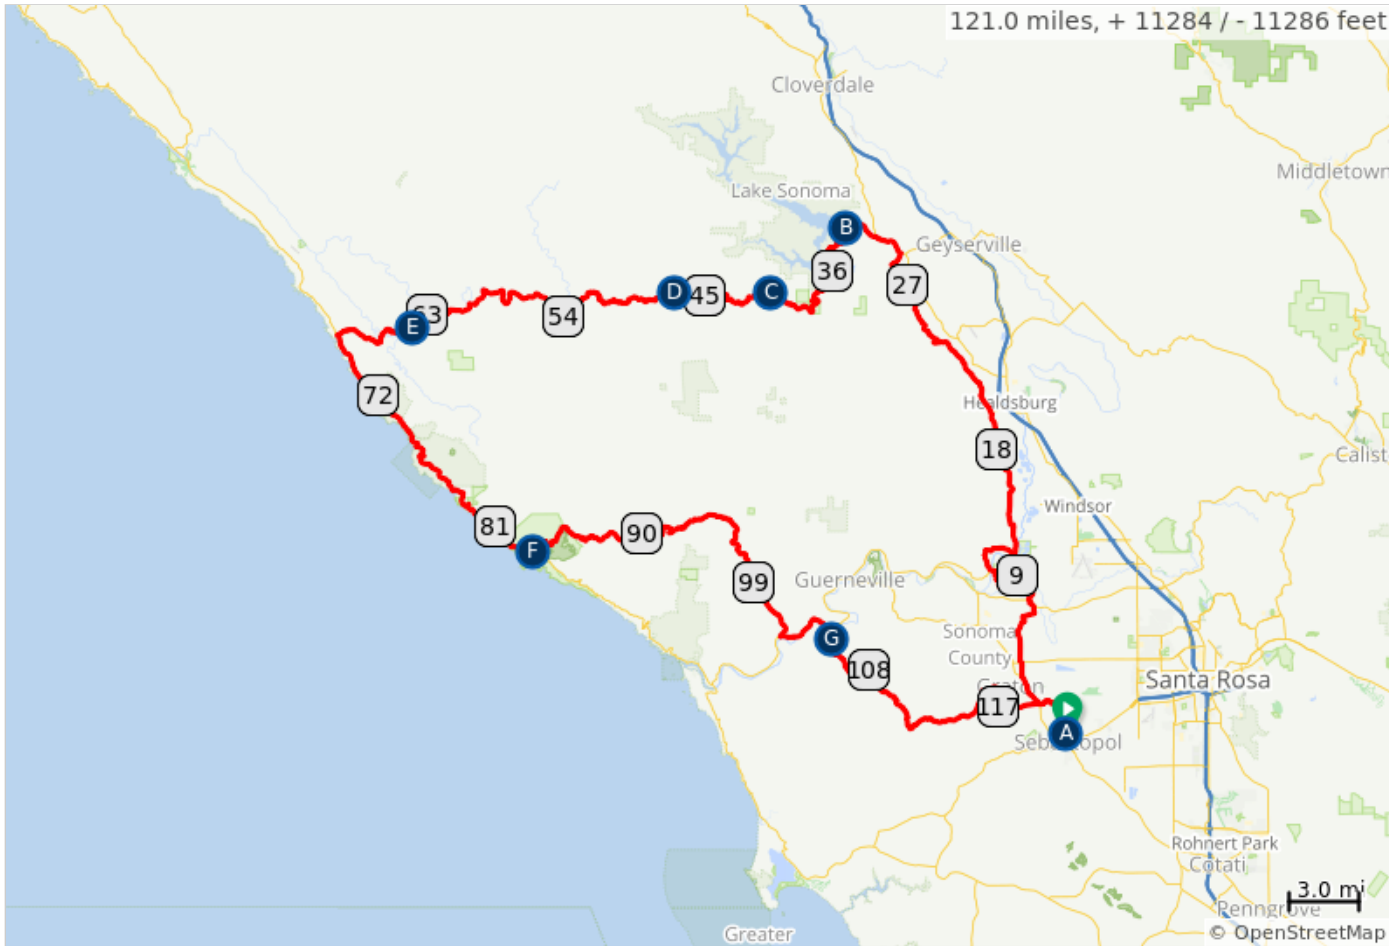 121.0 miles, + 11284 / - 11286 feet
Cloverdale
Middletown
Lake Sonoma
B
Geyserville
36
27
C
D
45
54
63
E
72
Healdsburg
18
Windsor
81
F
90
9
99
Guerneville
Sonoma
County
G
108
Graton
Santa Rosa
117
A
Rohnert Park
Cotati
3.0 mi
Penngrove
© OpenStreetMap
Greater